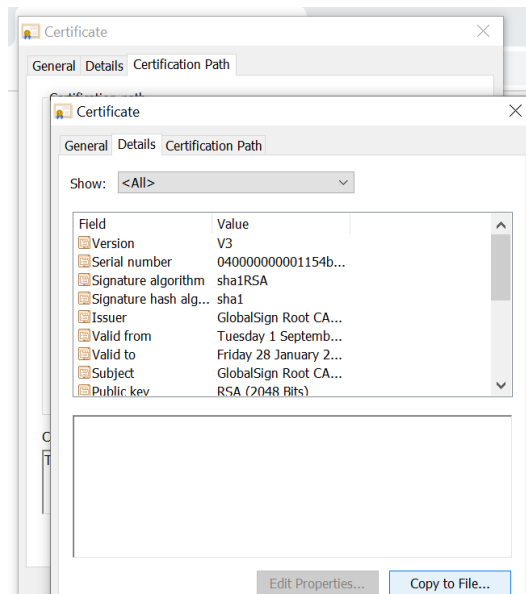 Certificate
General Details Certification Path
Certificate
General Details Certification Path
Show: <All>
Field Value
Version V3
Serial number 040000000001154b...
Signature algorithm sha1RSA
Signature hash alg... sha1
Issuer GlobalSign Root CA...
Valid from Tuesday 1 Septemb...
Valid to Friday 28 January 2...
Subject GlobalSign Root CA...
Public key RSA (2048 Bits)
Edit Properties... Copy to File...